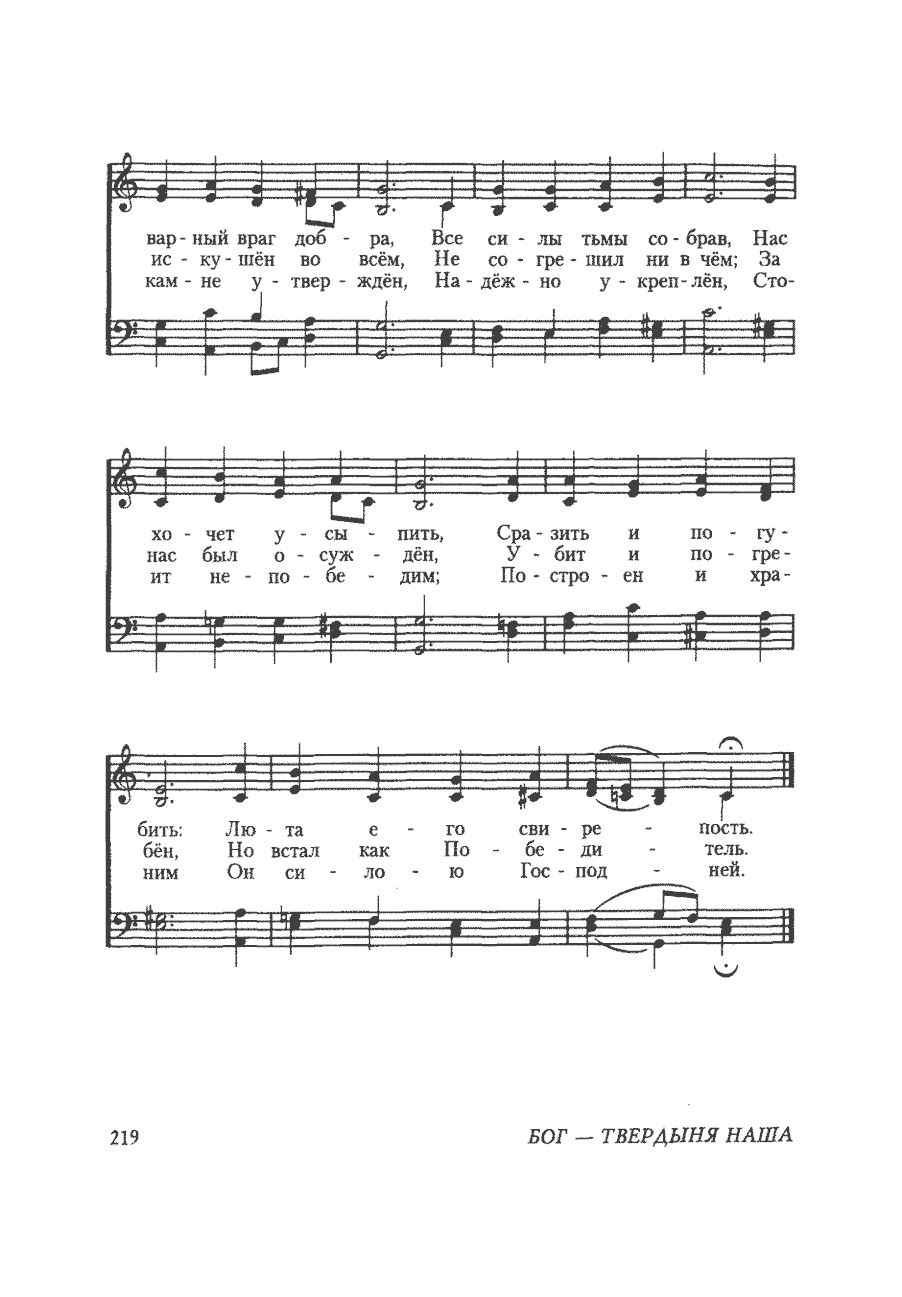 вар - ный враг доб - ра, Все си - лы тьмы со - брав, Нас
ис - ку - шён во всём, Не со - гре - шил ни в чём; За
кам - не у - твер - ждён, На - дёж - но у - креп - лён, Сто-
хо - чет у - сы - пить, Сра - зить и по - гу -
нас был о - суж - дён, У - бит и по - гре-
ит не - по - бе - дим; По - стро - ен и хра-
бить: Лю - та е - го сви - ре - пость.
бён, Но встал как По - бе - ди - тель.
ним Он си - ло - ю Гос - под - ней.
219 БОГ — ТВЕРДЫНЯ НАША